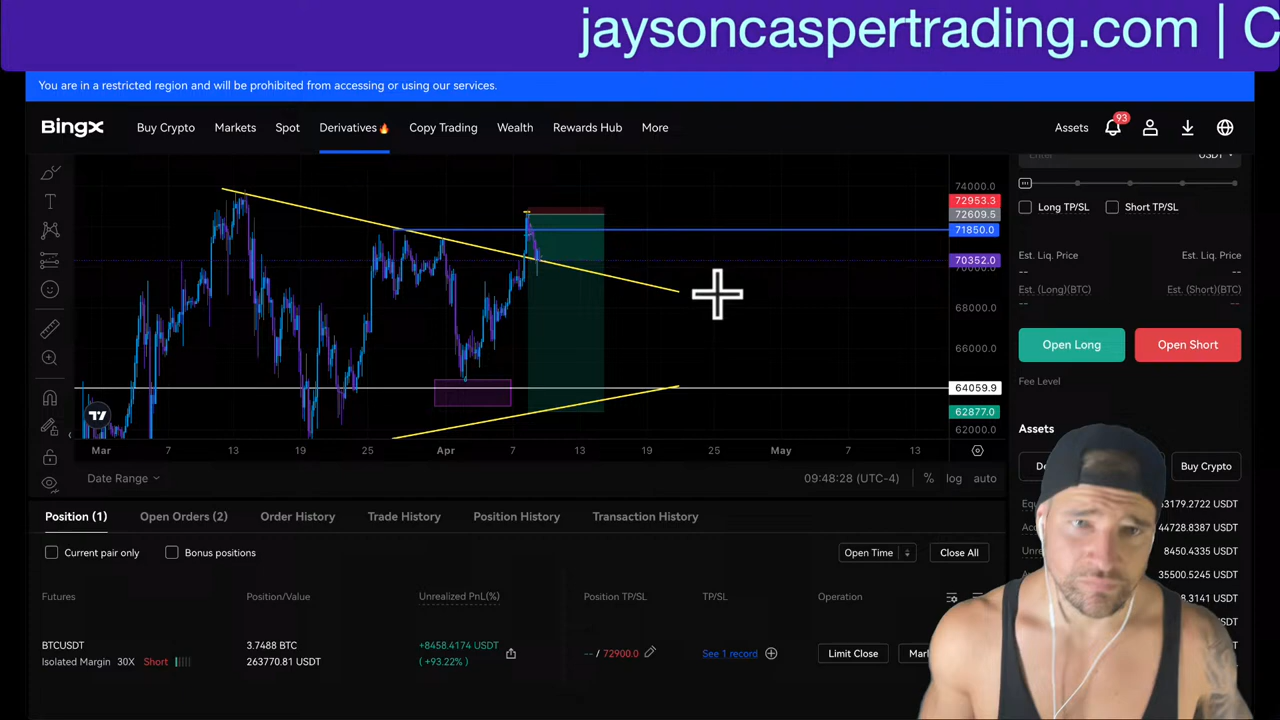 jaysoncaspertrading.com | C
You are in a restricted region and will be prohibited from accessing or using our services.
BingX Buy Crypto Markets Spot Derivatives Copy Trading Wealth Rewards Hub More Assets 93
74000.0
72953.3
72609.5
71850.0
70352.0
68000.0
66000.0
64059.9
62877.0
62000.0
Mar 7 13 19 25 Apr 7 13 19 25 May 7 13
Date Range 09:48:28 (UTC-4) % log auto
USDT
Long TP/SL Short TP/SL
Est. Liq. Price Est. Liq. Price
-- --
Est. (Long)(BTC) Est. (Short)(BTC)
-- --
Open Long Open Short
Fee Level
Assets
Buy Crypto
3179.2722 USDT
44728.8387 USDT
8450.4335 USDT
35500.5245 USDT
.3141 USDT
Position (1) Open Orders (2) Order History Trade History Position History Transaction History
Current pair only Bonus positions Open Time Close All
Futures Position/Value Unrealized PnL(%) Position TP/SL TP/SL Operation
BTCUSDT 3.7488 BTC +8458.4174 USDT -- / 72900.0 See 1 record Limit Close
Isolated Margin 30X Short 263770.81 USDT (+93.22%)